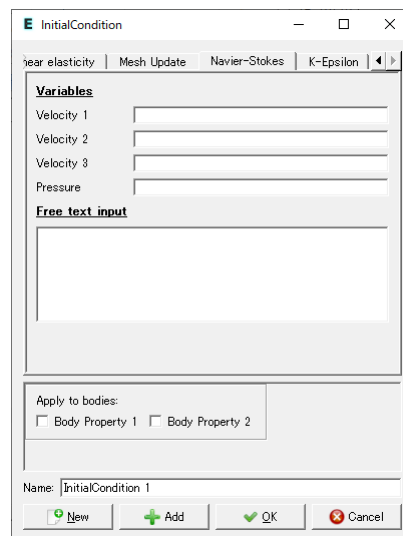 E InitialCondition
near elasticity Mesh Update Navier-Stokes K-Epsilon
Variables
Velocity 1
Velocity 2
Velocity 3
Pressure
Free text input
Apply to bodies:
Body Property 1 Body Property 2
Name: InitialCondition 1
New Add OK Cancel